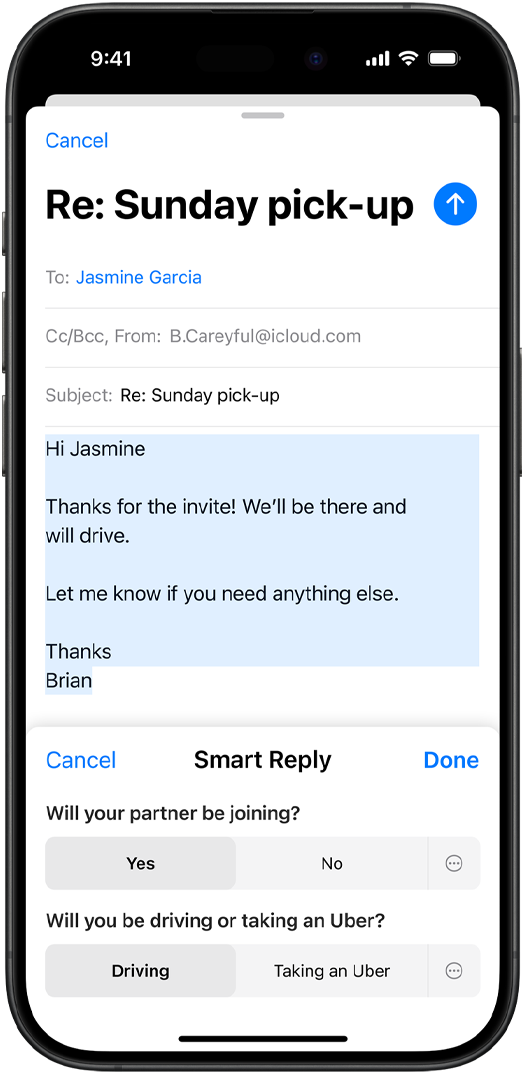 9:41
Cancel
Re: Sunday pick-up
To: Jasmine Garcia
Cc/Bcc, From: B.Careyful@icloud.com
Subject: Re: Sunday pick-up
Hi Jasmine
Thanks for the invite! We’ll be there and
will drive.
Let me know if you need anything else.
Thanks
Brian
Cancel Smart Reply Done
Will your partner be joining?
Yes No
Will you be driving or taking an Uber?
Driving Taking an Uber